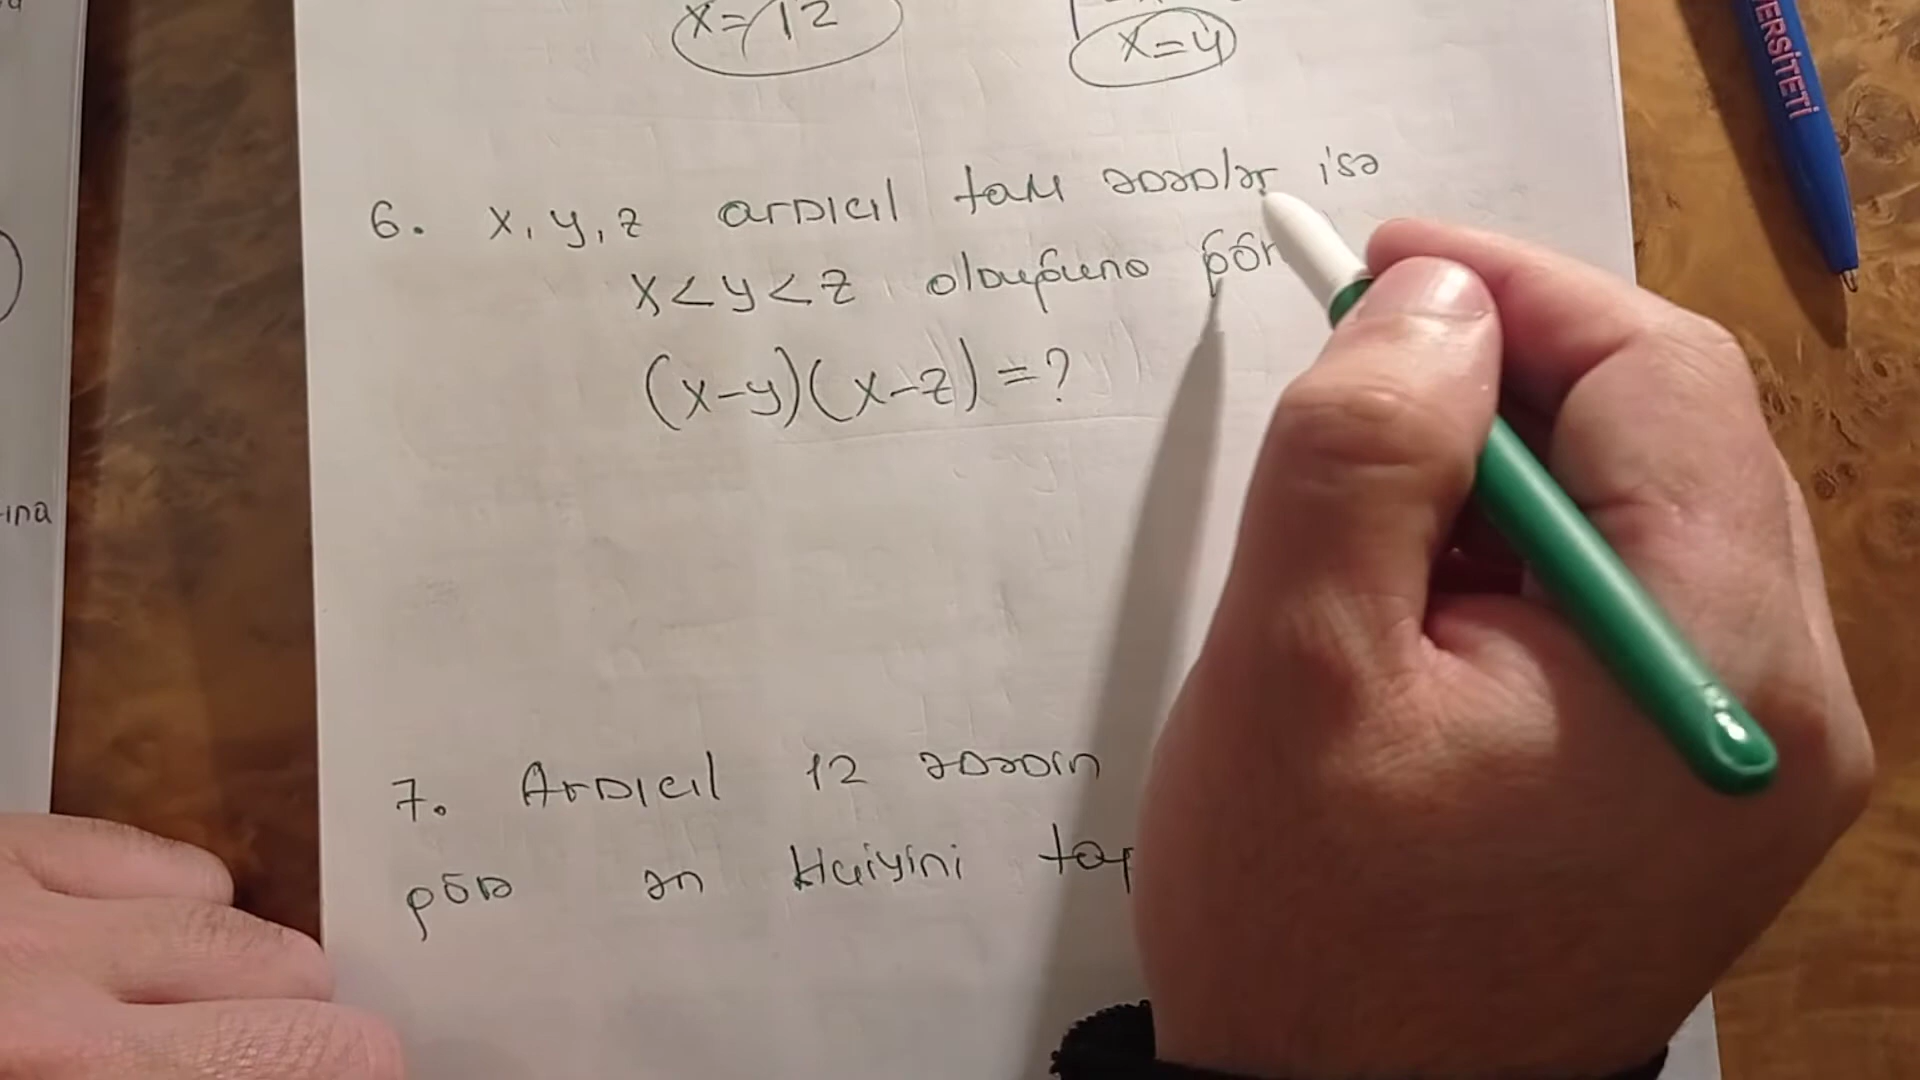 x=12
x=4
ERSİTETİ
-ına
6. x, y, z ardıcıl tam ədədlər isə
x<y<z olduğuna gör
(x-y)(x-z)=?
7. Ardıcıl 12 ədədin
görə ən kiçiyini tap